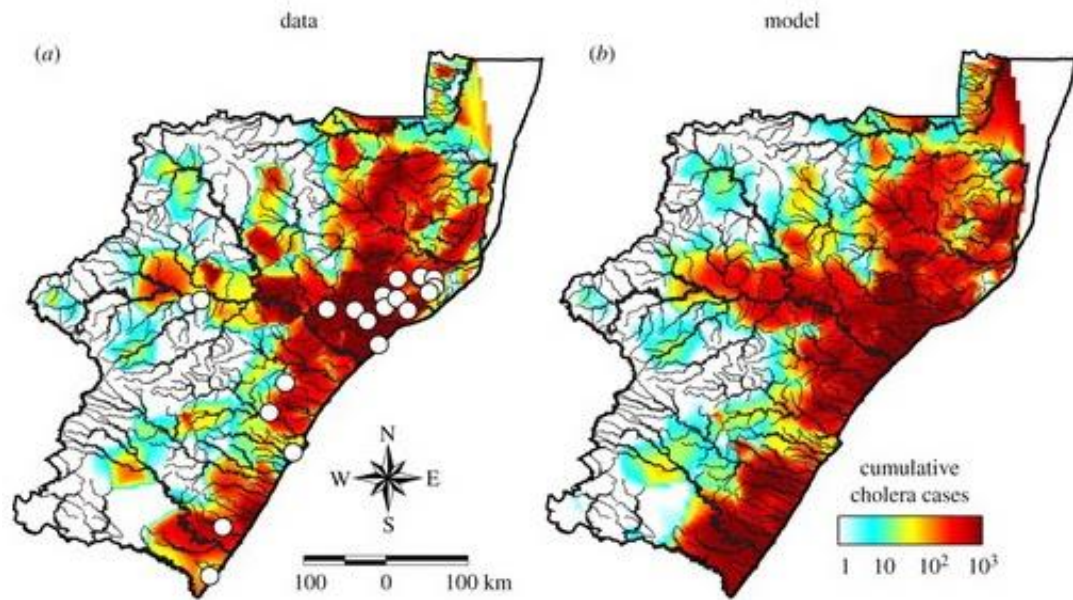 data
model
(a)
(b)
N
W
E
S
100 0 100 km
cumulative
cholera cases
1 10 10² 10³